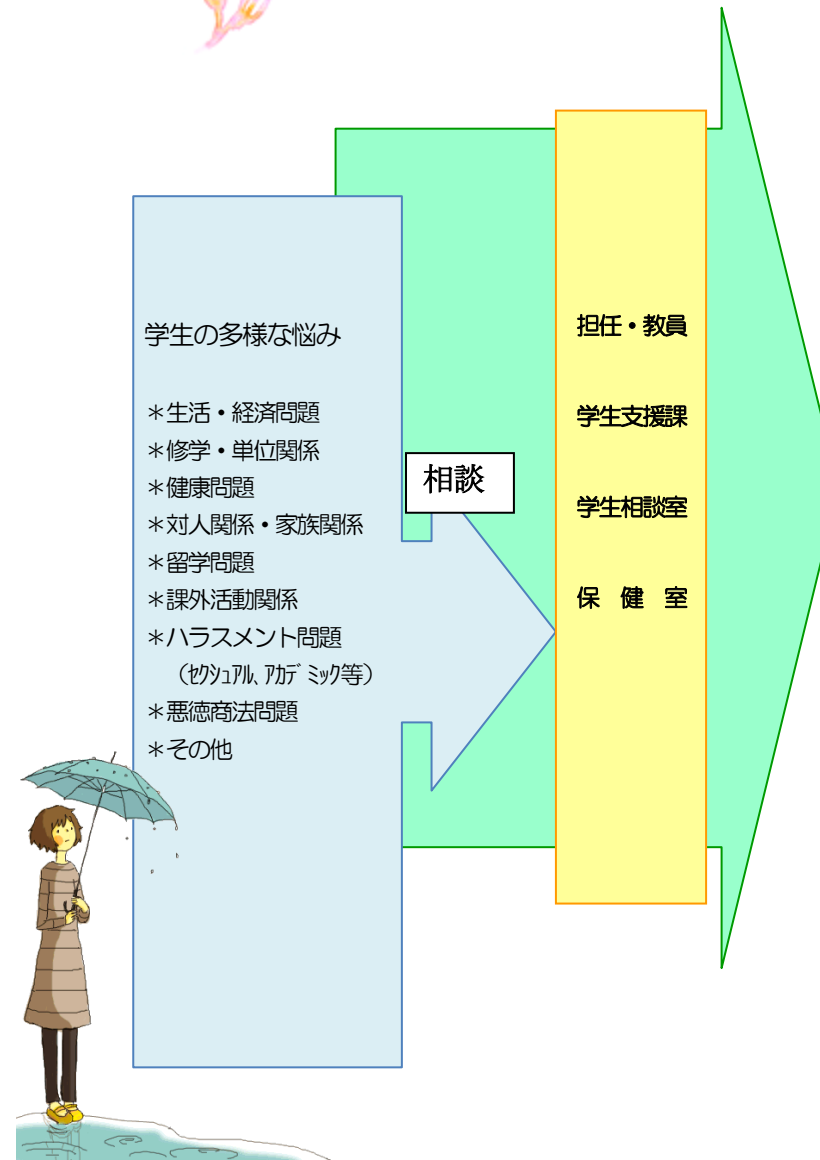 学生の多様な悩み
＊生活・経済問題
＊修学・単位関係
＊健康問題
＊対人関係・家族関係
＊留学問題
＊課外活動関係
＊ハラスメント問題
（ｾｸｼｭｱﾙ、ｱｶﾃﾞﾐｯｸ等）
＊悪徳商法問題
＊その他
相談
担任・教員
学生支援課
学生相談室
保　健　室